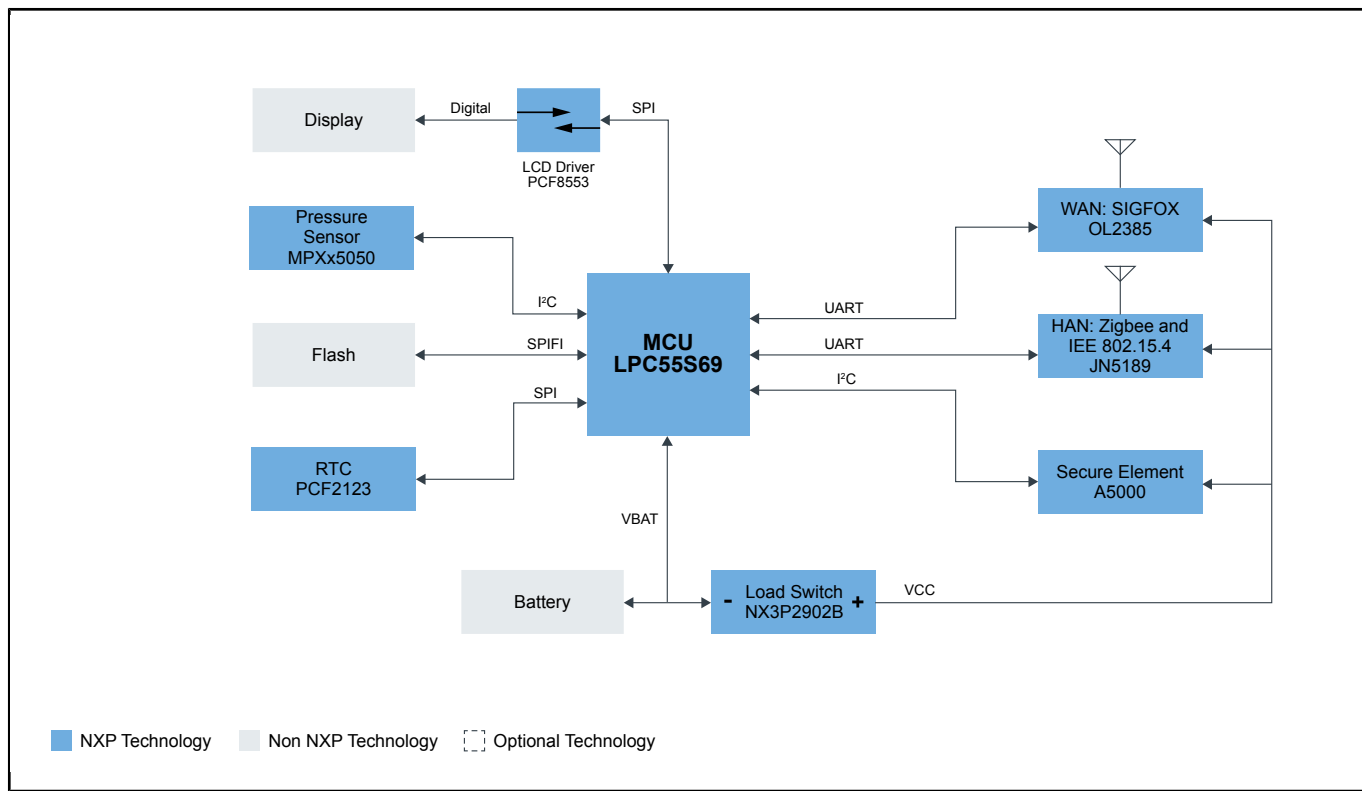 Display
Digital
SPI
LCD Driver
PCF8553
Pressure
Sensor
MPXx5050
I²C
Flash
SPIFI
RTC
PCF2123
SPI
MCU
LPC55S69
UART
UART
I²C
WAN: SIGFOX
OL2385
HAN: Zigbee and
IEE 802.15.4
JN5189
Secure Element
A5000
VBAT
Battery
- Load Switch +
NX3P2902B
VCC
NXP Technology
Non NXP Technology
Optional Technology